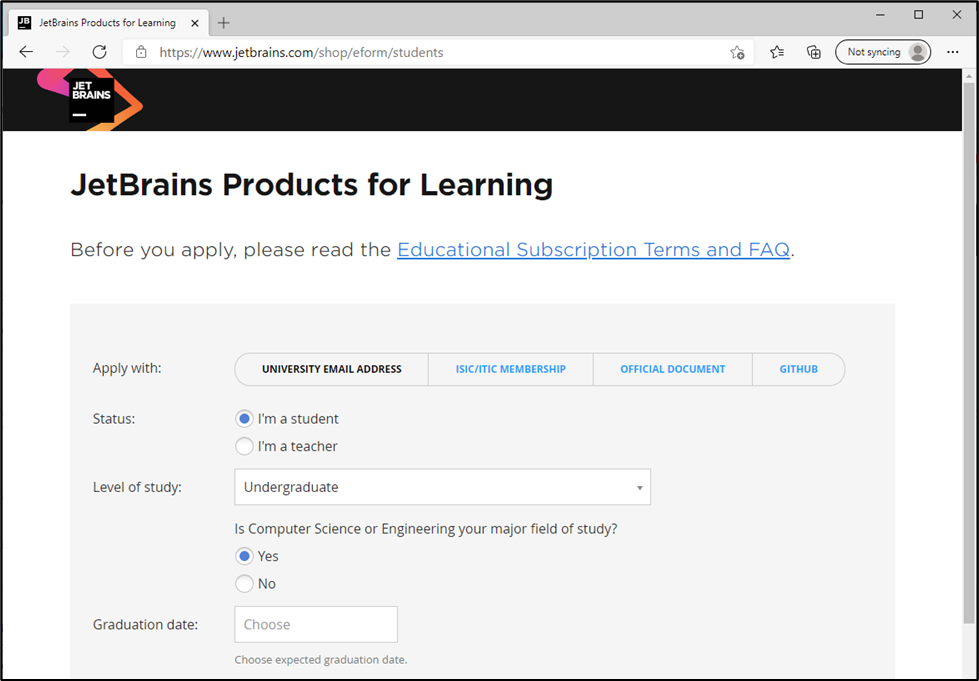 JB
JetBrains Products for Learning
https://www.jetbrains.com/shop/eform/students
Not syncing
JET
BRAINS
JetBrains Products for Learning
Before you apply, please read the Educational Subscription Terms and FAQ.
Apply with: UNIVERSITY EMAIL ADDRESS ISIC/ITIC MEMBERSHIP OFFICIAL DOCUMENT GITHUB
Status: I'm a student
I'm a teacher
Level of study: Undergraduate
Is Computer Science or Engineering your major field of study?
Yes
No
Graduation date: Choose
Choose expected graduation date.